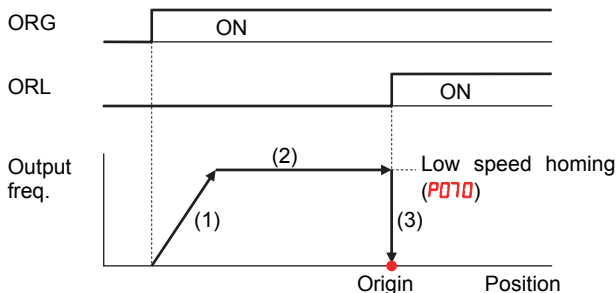 ORG
ON
ORL
ON
Output
freq.
(2)
Low speed homing
(P070)
(1)
(3)
Origin
Position